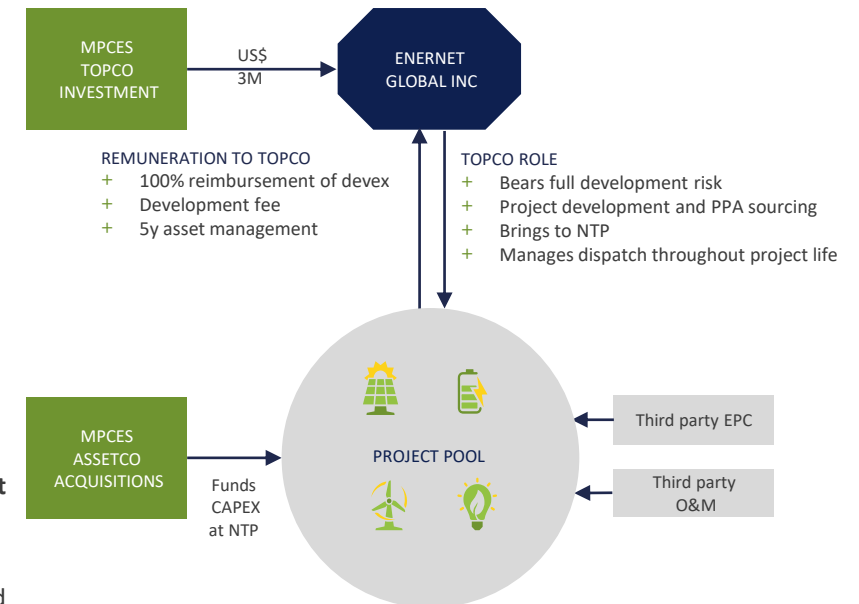 MPCES
TOPCO
INVESTMENT
US$
3M
ENERNET
GLOBAL INC
REMUNERATION TO TOPCO
+ 100% reimbursement of devex
+ Development fee
+ 5y asset management
TOPCO ROLE
+ Bears full development risk
+ Project development and PPA sourcing
+ Brings to NTP
+ Manages dispatch throughout project life
MPCES
ASSETCO
ACQUISITIONS
Funds
CAPEX
at NTP
PROJECT POOL
Third party EPC
Third party
O&M
t
d